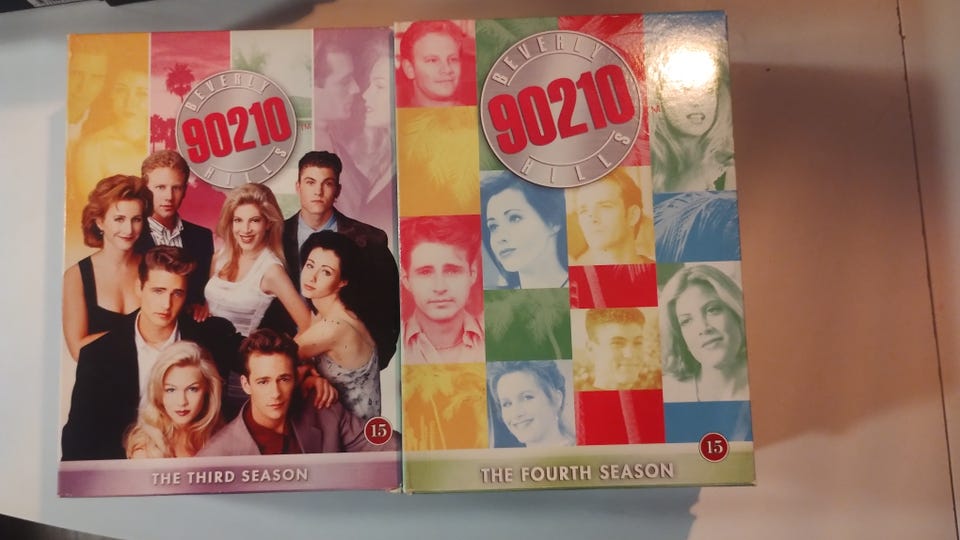 BEVERLY
90210
HILLS
15
THE THIRD SEASON
BEVERLY
90210
HILLS
15
THE FOURTH SEASON